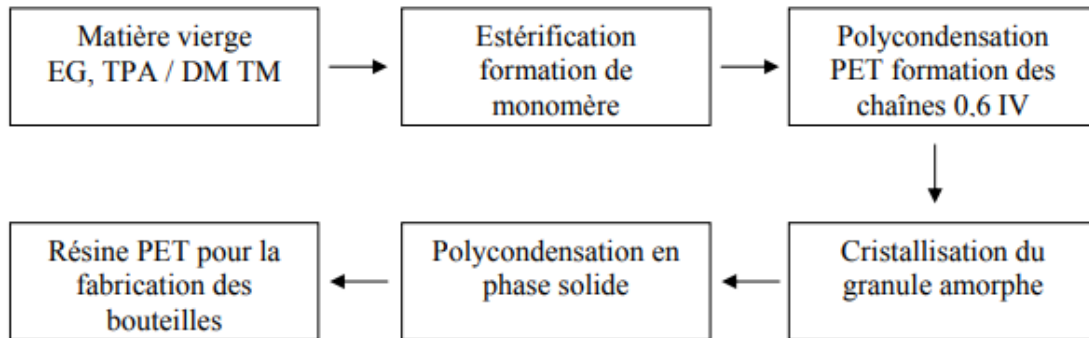 Matière vierge
EG, TPA / DM TM
Estérification
formation de
monomère
Polycondensation
PET formation des
chaînes 0,6 IV
Cristallisation du
granule amorphe
Polycondensation en
phase solide
Résine PET pour la
fabrication des
bouteilles